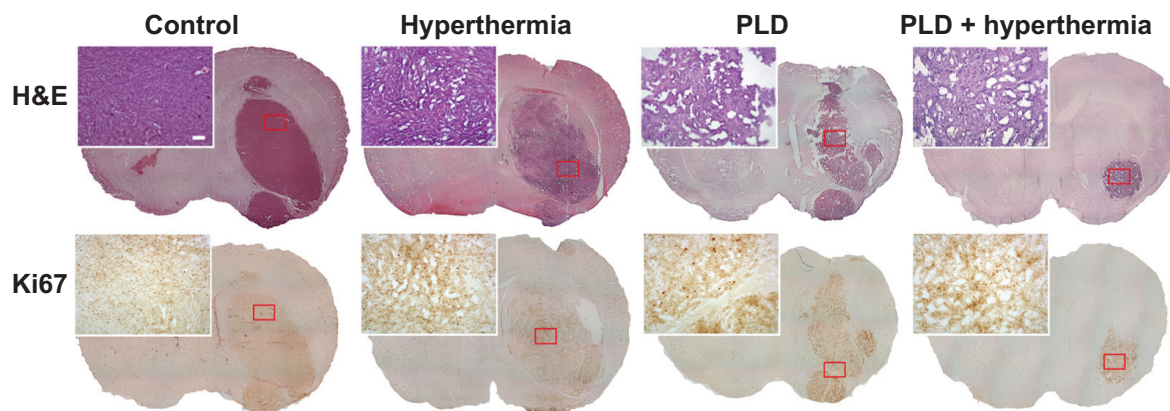 Control
Hyperthermia
PLD
PLD + hyperthermia
H&E
Ki67